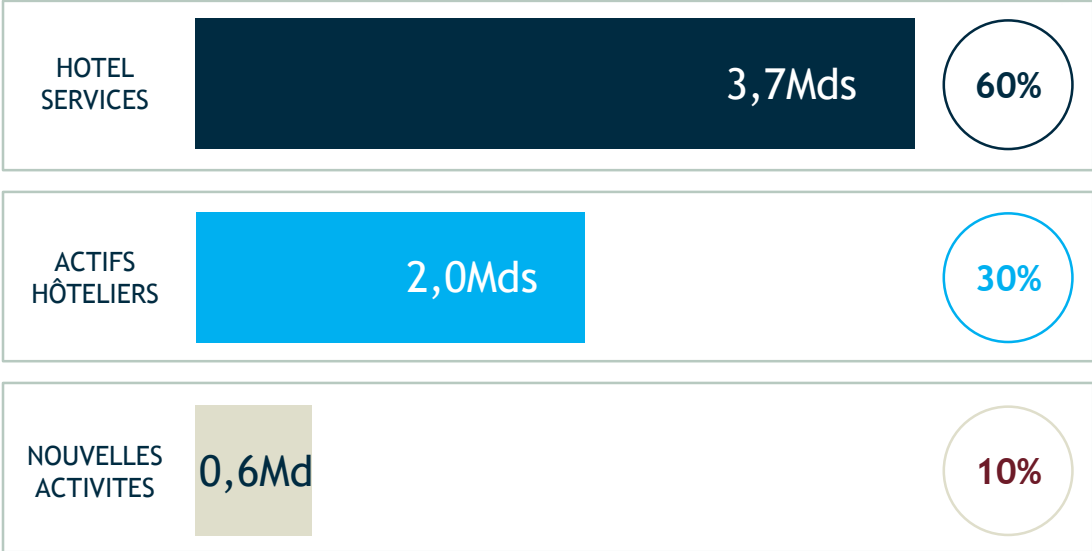 HOTEL
SERVICES
3,7Mds
60%
ACTIFS
HÔTELIERS
2,0Mds
30%
NOUVELLES
ACTIVITES
0,6Md
10%